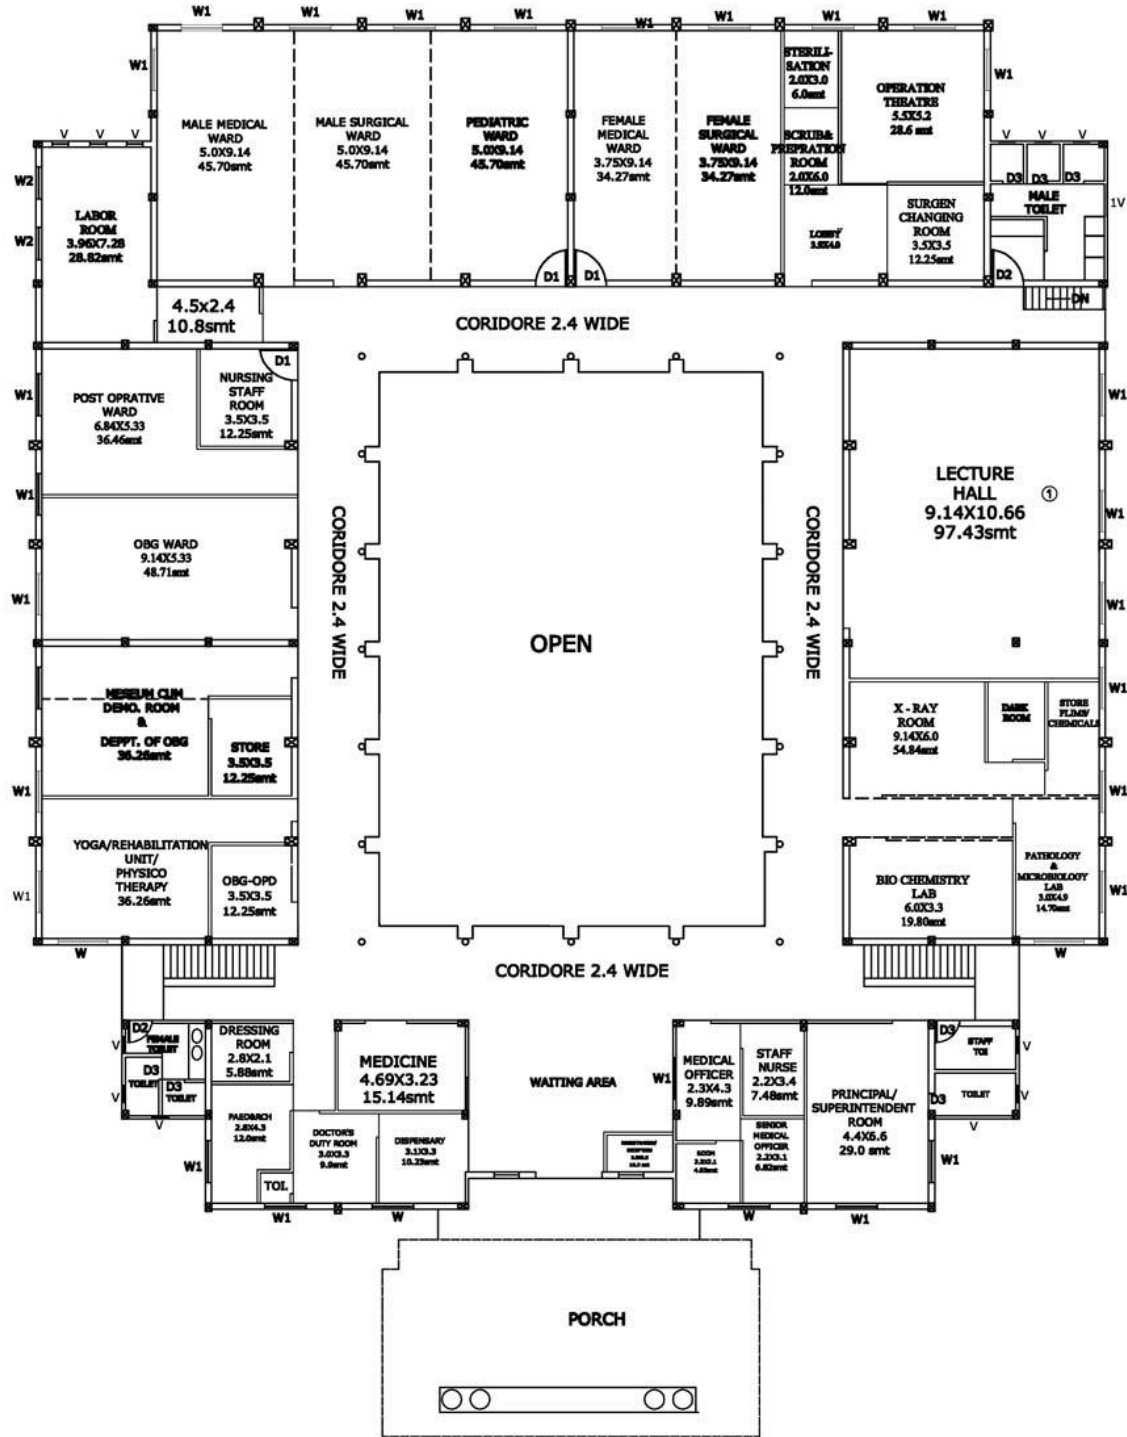 W1
W1
W1
W1
W1
W1
W1
W1
W1
W1
MALE MEDICAL
WARD
5.0X9.14
45.70smt
MALE SURGICAL
WARD
5.0X9.14
45.70smt
PEDIATRIC
WARD
5.0X9.14
45.70smt
FEMALE
MEDICAL
WARD
3.75X9.14
34.27smt
FEMALE
SURGICAL
WARD
3.75X9.14
34.27smt
STERILI-
SATION
2.0X3.0
6.0smt
SCRUB&
PREPRATION
ROOM
2.0X6.0
12.0smt
OPERATION
THEATRE
5.5X5.2
28.6 smt
LOBBY
3.5X4.0
SURGEN
CHANGING
ROOM
3.5X3.5
12.25smt
V
V
V
V
V
V
D3
D3
D3
MALE
TOILET
1V
W2
W2
LABOR
ROOM
3.96X7.28
28.82smt
D1
D1
D2
DN
4.5x2.4
10.8smt
CORIDORE 2.4 WIDE
D1
NURSING
STAFF
ROOM
3.5X3.5
12.25smt
POST OPRATIVE
WARD
6.84X5.33
36.46smt
W1
W1
W1
OBG WARD
9.14X5.33
48.71smt
CORIDORE 2.4 WIDE
OPEN
CORIDORE 2.4 WIDE
LECTURE
HALL
9.14X10.66
97.43smt
1
W1
W1
W1
W1
W1
W1
MESEUM CUM
DEMO. ROOM
&
DEPPT. OF OBG
36.26smt
STORE
3.5X3.5
12.25smt
W1
W1
X - RAY
ROOM
9.14X6.0
54.84smt
DARK
ROOM
STORE
FLIMS/
CHEMICALS
YOGA/REHABILITATION
UNIT/
PHYSICO
THERAPY
36.26smt
OBG-OPD
3.5X3.5
12.25smt
BIO CHEMISTRY
LAB
6.0X3.3
19.80smt
PATHOLOGY
&
MICROBIOLOGY
LAB
3.0X4.9
14.70smt
W
W
CORIDORE 2.4 WIDE
D2
FEMALE
TOILET
D3
TOILET
D3
TOILET
V
V
V
DRESSING
ROOM
2.8X2.1
5.88smt
MEDICINE
4.69X3.23
15.14smt
WAITING AREA
W1
MEDICAL
OFFICER
2.3X4.3
9.89smt
STAFF
NURSE
2.2X3.4
7.48smt
PRINCIPAL/
SUPERINTENDENT
ROOM
4.4X6.6
29.0 smt
D3
STAFF
TOI
D3
TOILET
V
V
V
PAED&RCH
2.8X4.3
12.0smt
DOCTOR'S
DUTY ROOM
3.0X3.3
9.9smt
DISPENSARY
3.1X3.3
10.23smt
SENIOR
MEDICAL
OFFICER
2.2X3.1
6.82smt
ROOM
TOI.
W1
W1
W1
W
W
W1
PORCH